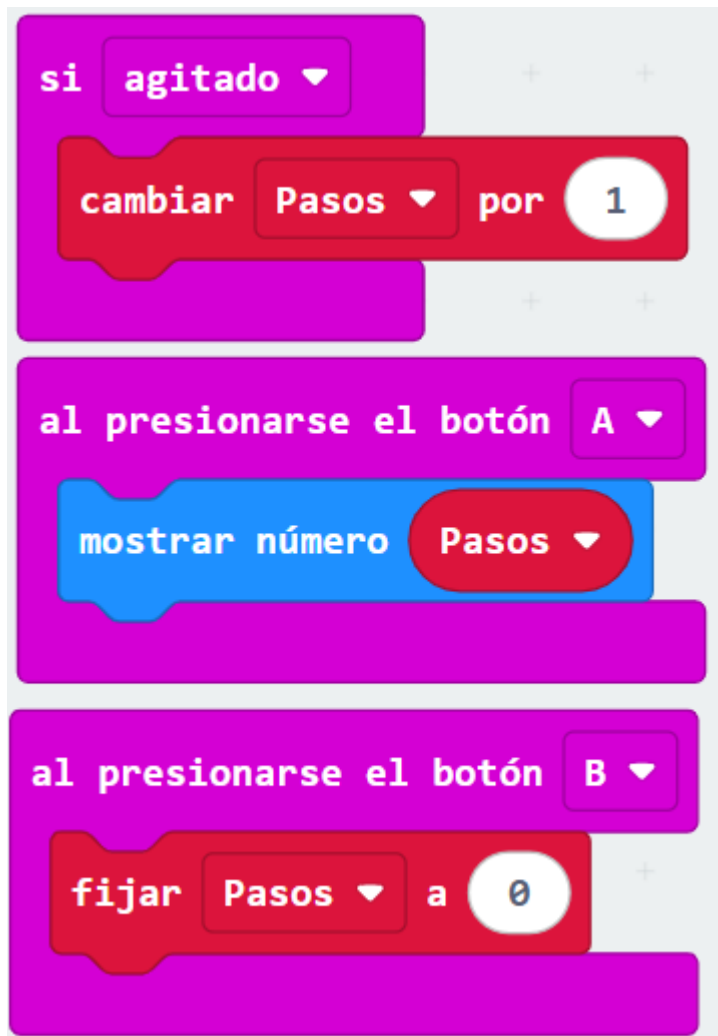 si agitado
cambiar Pasos por 1
al presionarse el botón A
mostrar número Pasos
al presionarse el botón B
fijar Pasos a 0